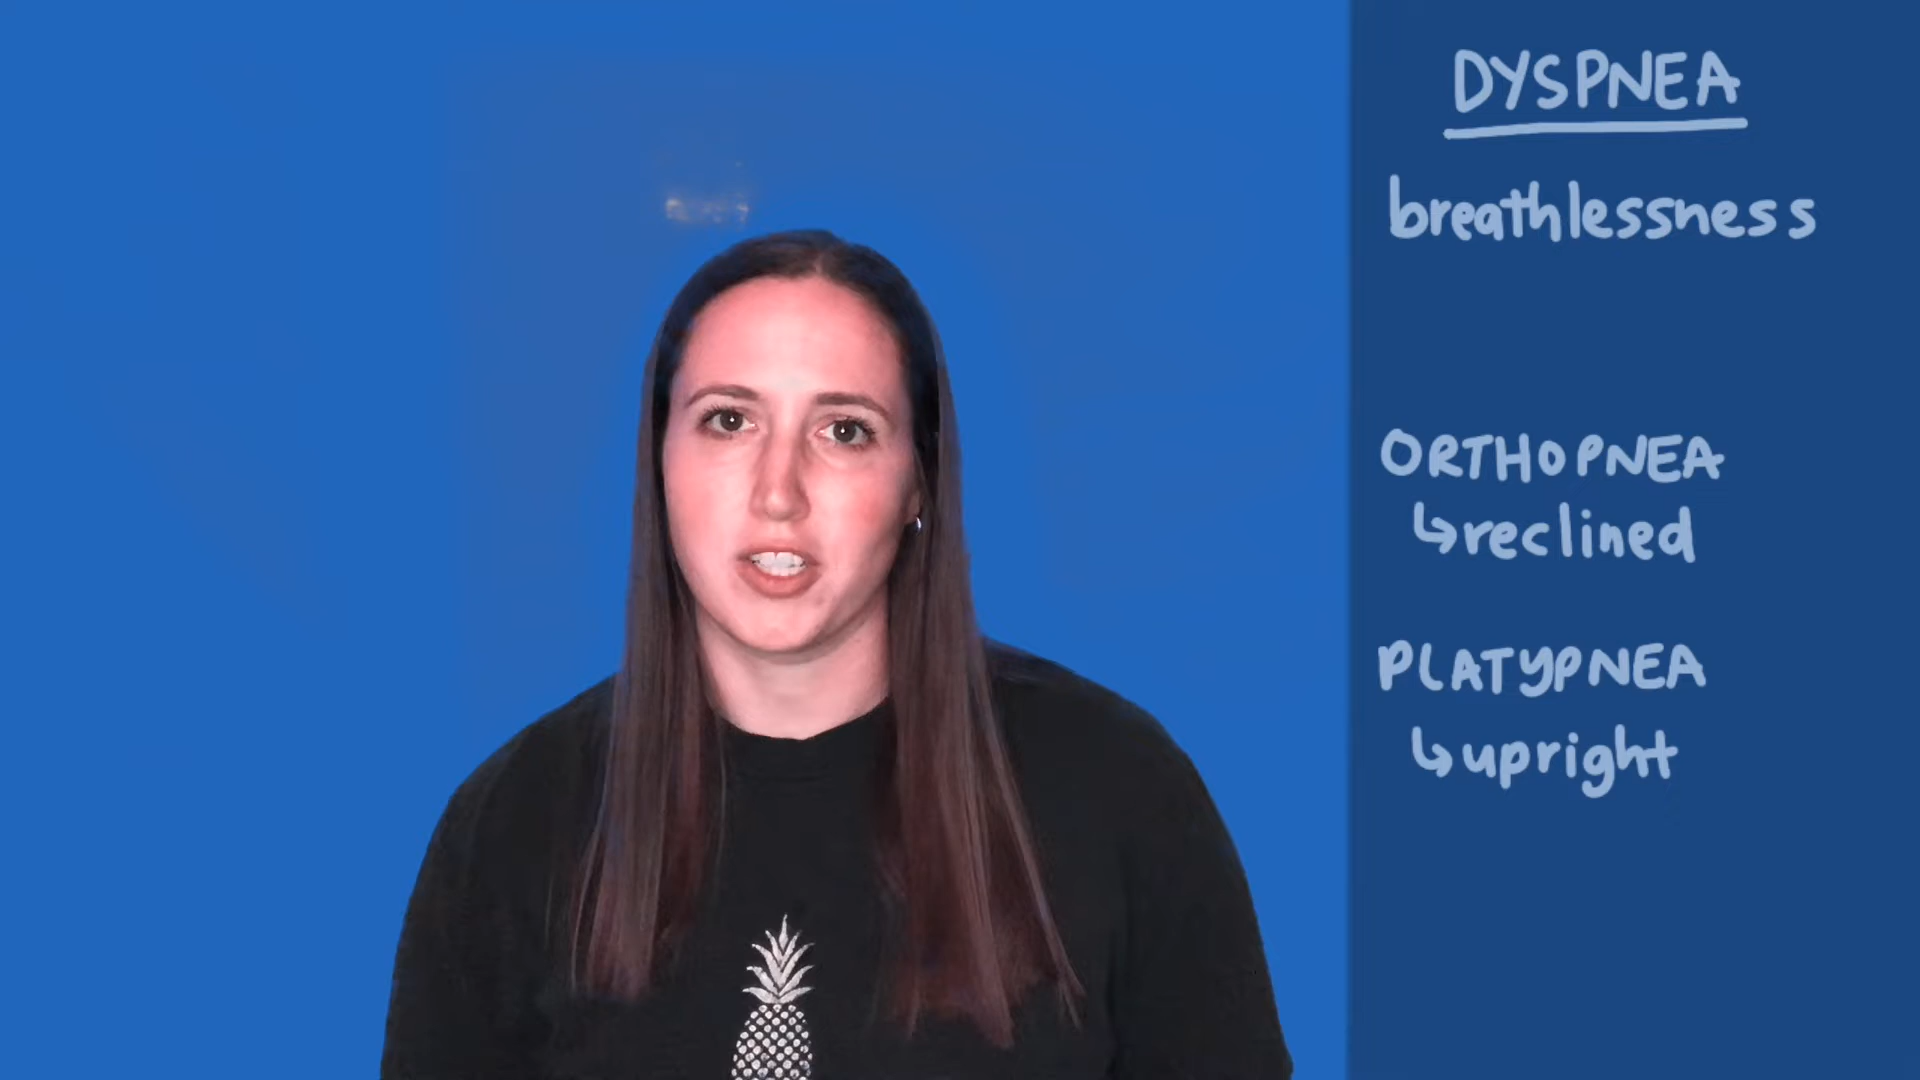 DYSPNEA
breathlessness
ORTHOPNEA
↳reclined
PLATYPNEA
↳upright